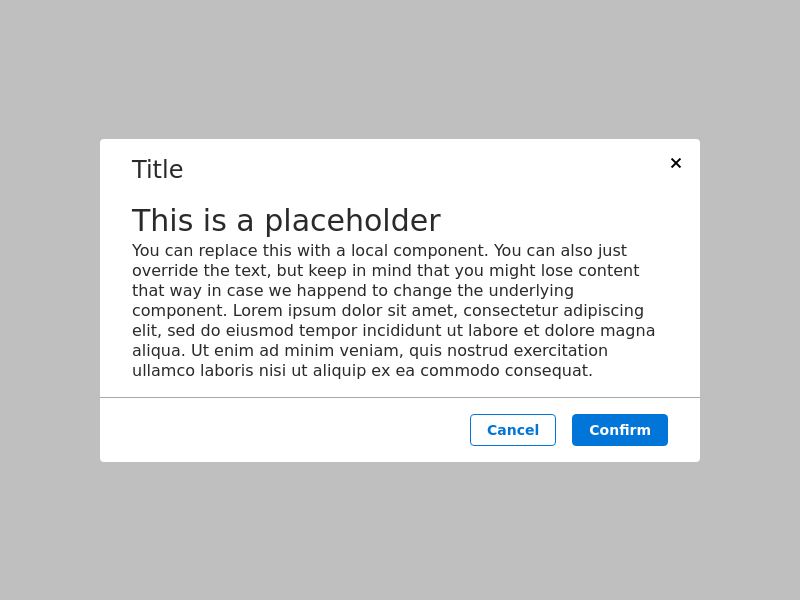 Title
This is a placeholder
You can replace this with a local component. You can also just
override the text, but keep in mind that you might lose content
that way in case we happen to change the underlying
component. Lorem ipsum dolor sit amet, consectetur adipiscing
elit, sed do eiusmod tempor incididunt ut labore et dolore magna
aliqua. Ut enim ad minim veniam, quis nostrud exercitation
ullamco laboris nisi ut aliquip ex ea commodo consequat.
Cancel
Confirm